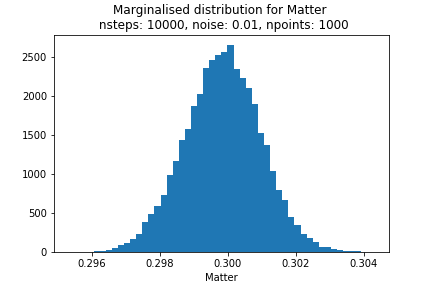 Marginalised distribution for Matter
nsteps: 10000, noise: 0.01, npoints: 1000
2500
2000
1500
1000
500
0
0.296 0.298 0.300 0.302 0.304
Matter